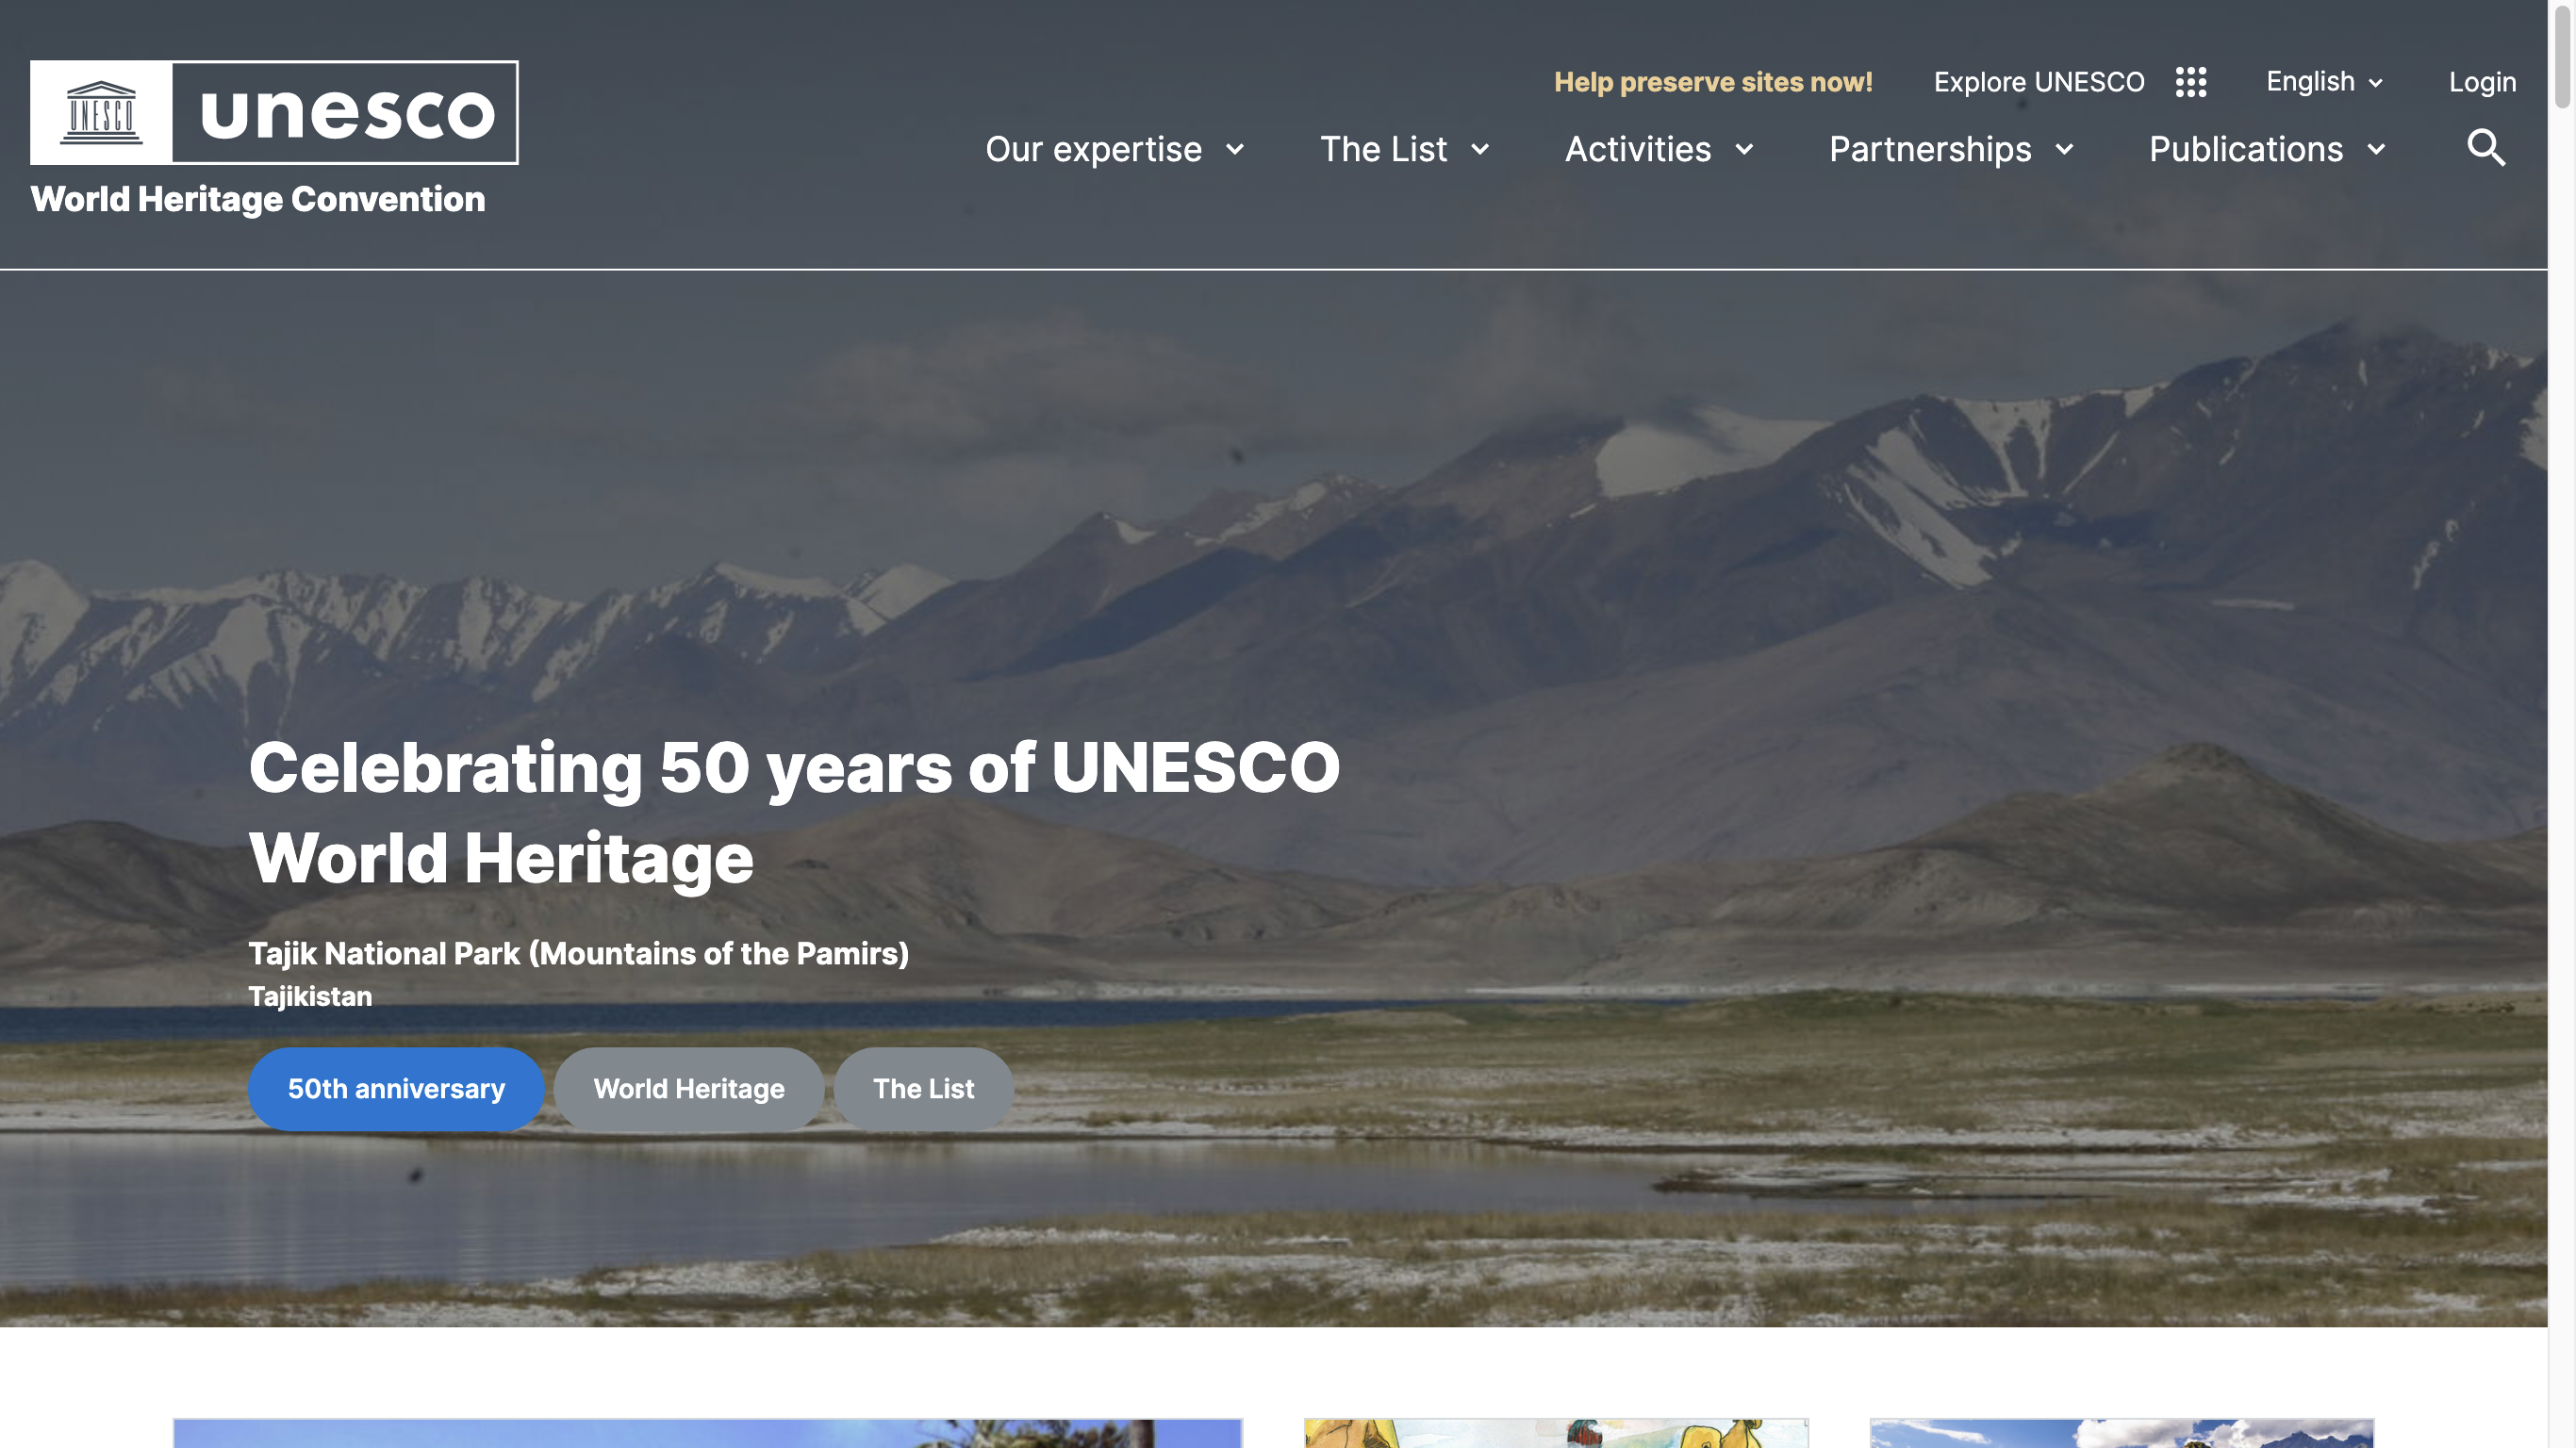 UNESCO
unesco
World Heritage Convention
Help preserve sites now!
Explore UNESCO
English
Login
Our expertise
The List
Activities
Partnerships
Publications
Celebrating 50 years of UNESCO
World Heritage
Tajik National Park (Mountains of the Pamirs)
Tajikistan
50th anniversary
World Heritage
The List